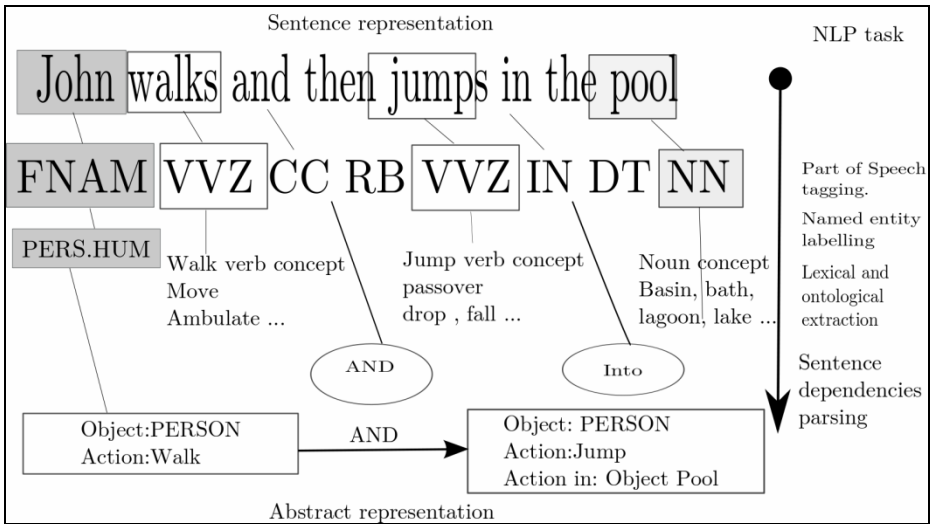 Sentence representation
NLP task
John walks and then jumps in the pool
FNAM VVZ CC RB VVZ IN DT NN
Part of Speech
tagging.
Named entity
labelling
Lexical and
ontological
extraction
Sentence
dependencies
parsing
PERS.HUM
Walk verb concept
Move
Ambulate ...
Jump verb concept
passover
drop , fall ...
Noun concept
Basin, bath,
lagoon, lake ...
AND
Into
Object:PERSON
Action:Walk
AND
Object: PERSON
Action:Jump
Action in: Object Pool
Abstract representation